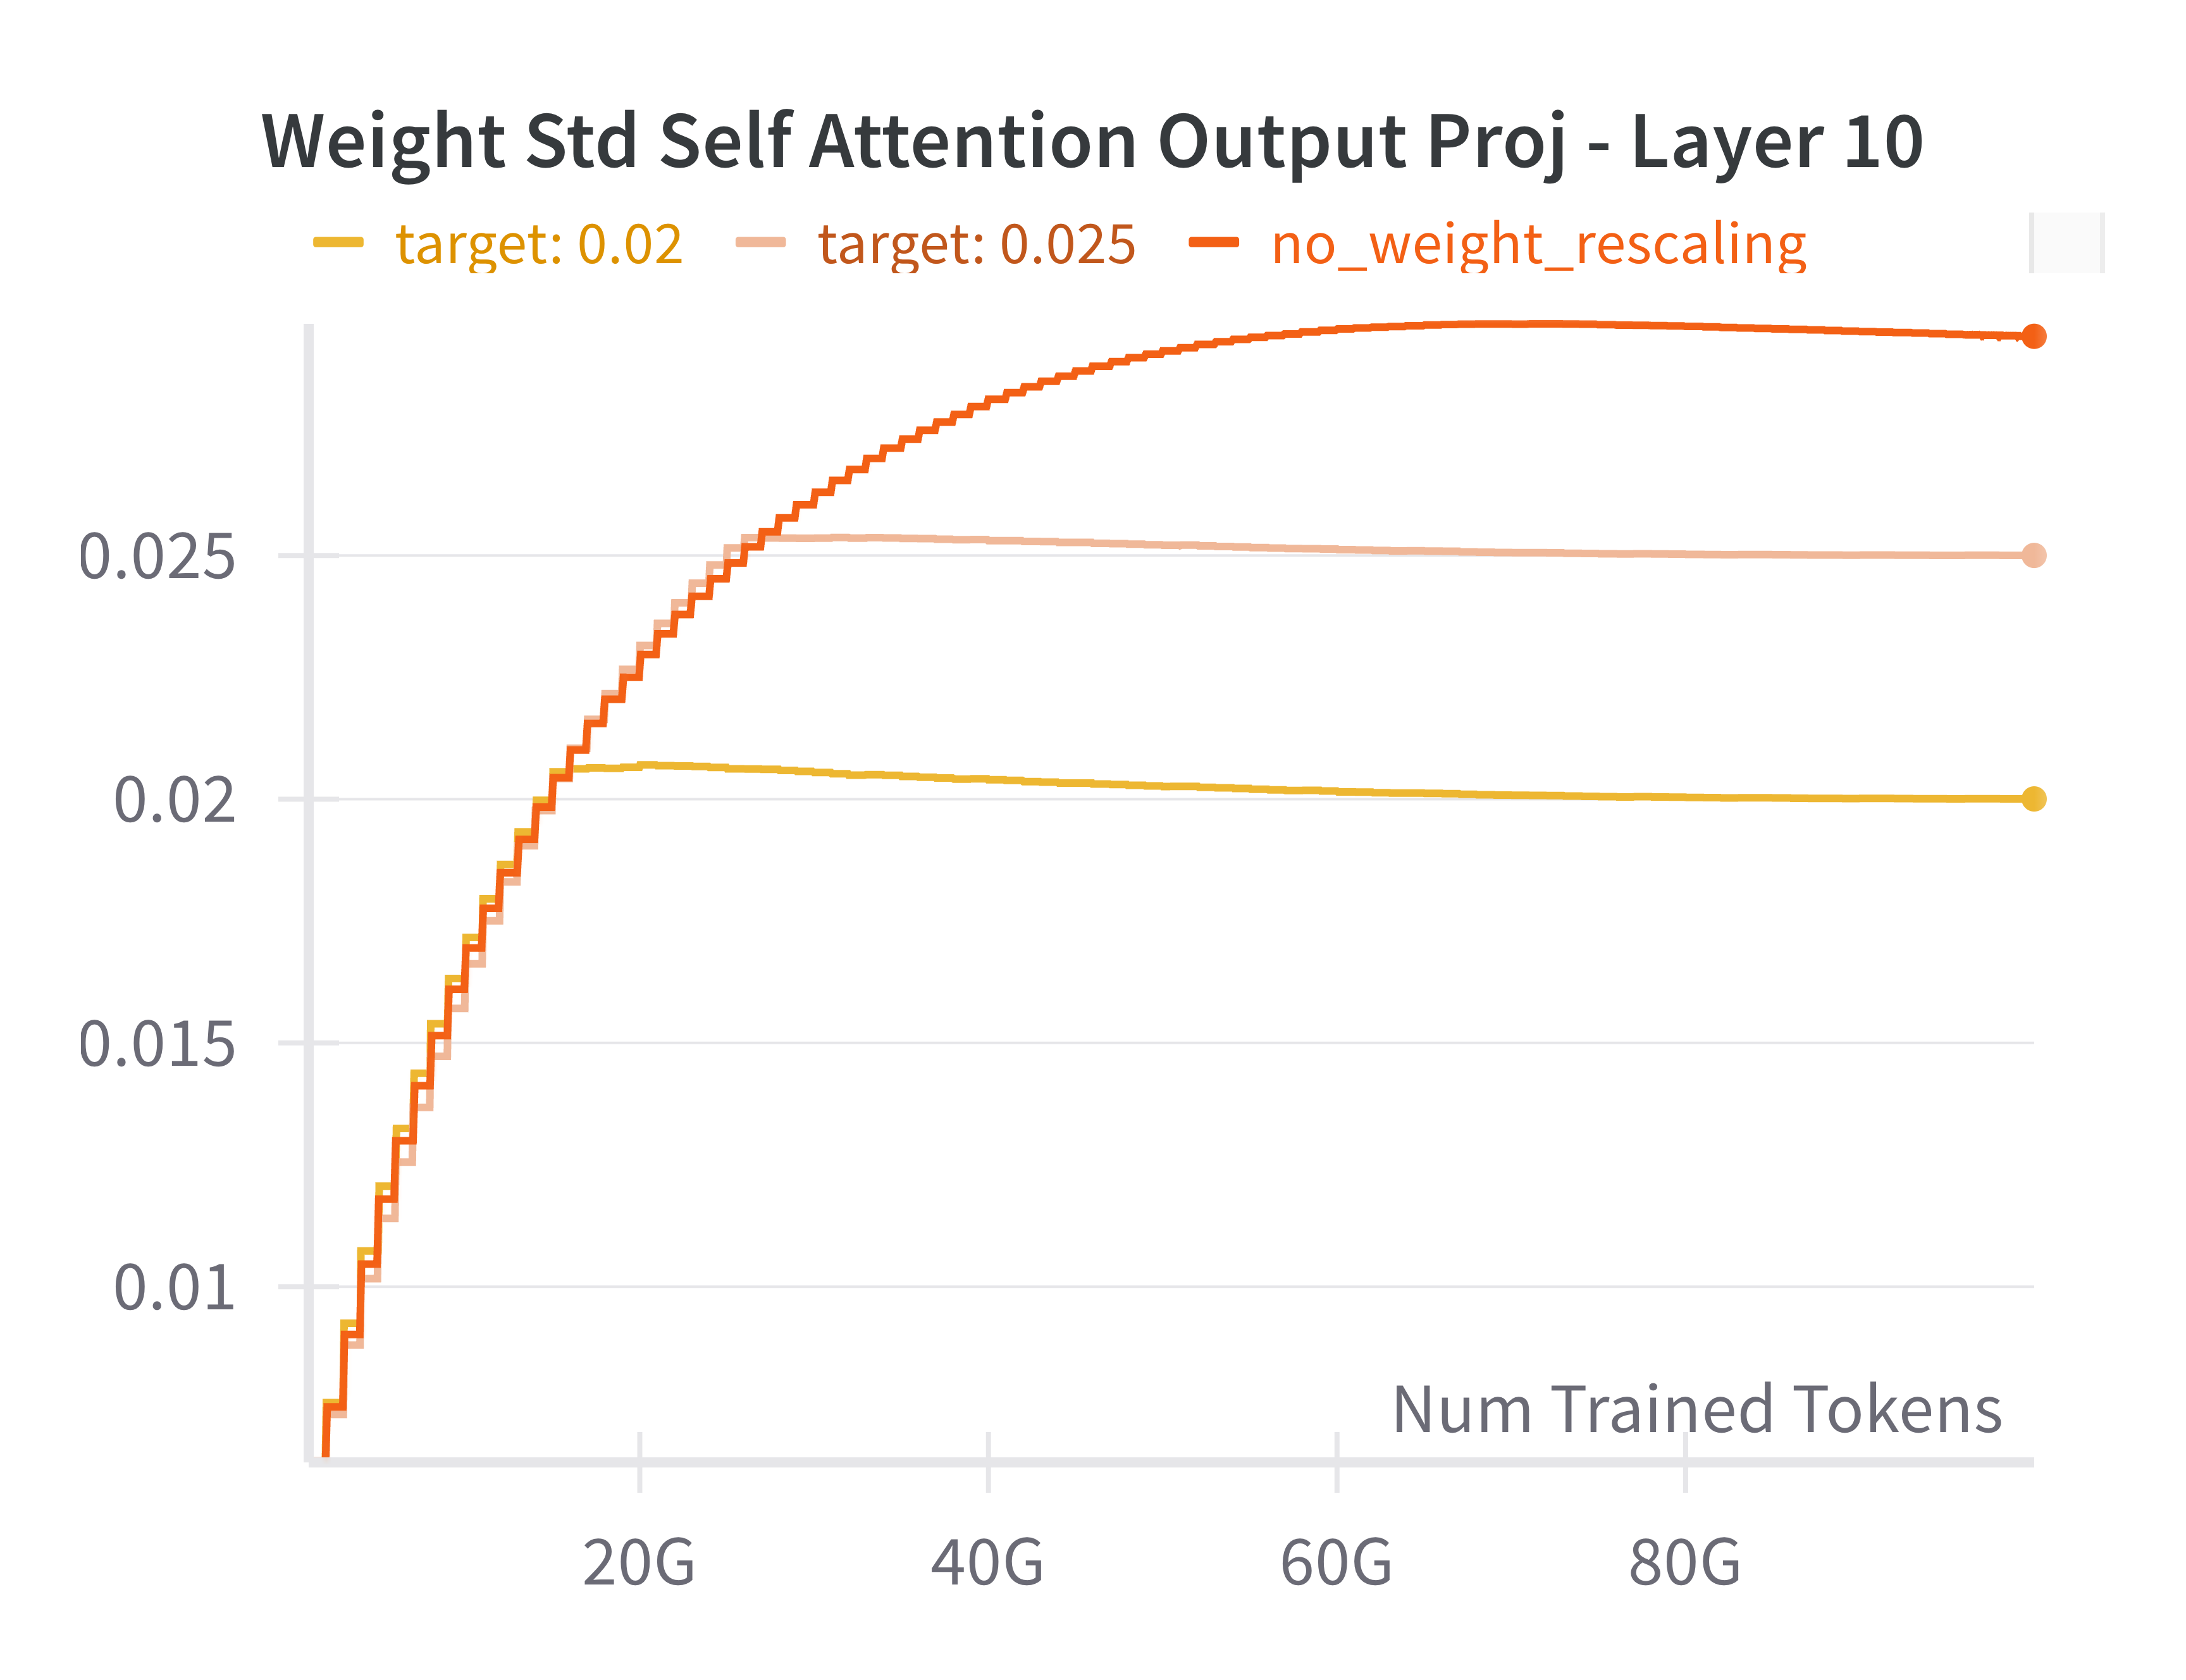 Weight Std Self Attention Output Proj - Layer 10
target: 0.02 target: 0.025 no_weight_rescaling
0.025
0.02
0.015
0.01
Num Trained Tokens
20G 40G 60G 80G